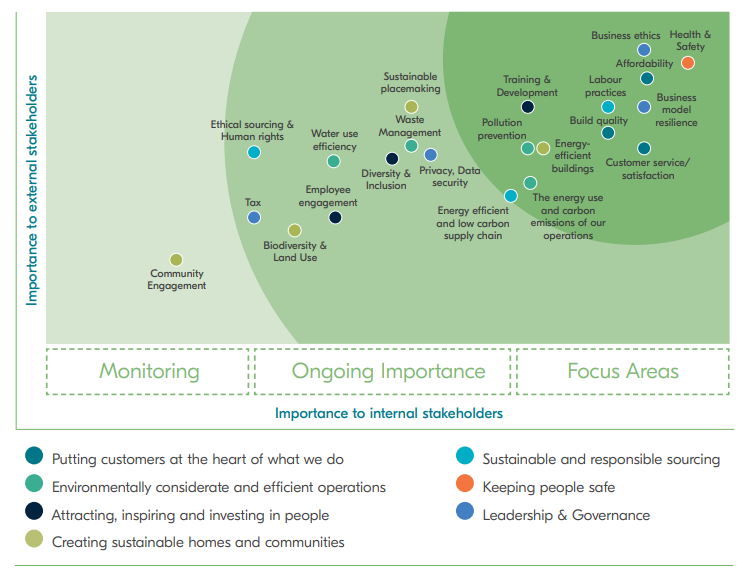 Importance to external stakeholders
Business ethics
Health &
Safety
Affordability
Sustainable
placemaking
Training &
Development
Labour
practices
Business
model
resilience
Ethical sourcing &
Human rights
Water use
efficiency
Waste
Management
Pollution
prevention
Build quality
Energy-
efficient
buildings
Customer service/
satisfaction
Diversity &
Inclusion
Privacy, Data
security
Tax
Employee
engagement
Energy efficient
and low carbon
supply chain
The energy use
and carbon
emissions of our
operations
Biodiversity &
Land Use
Community
Engagement
Monitoring
Ongoing Importance
Focus Areas
Importance to internal stakeholders
Putting customers at the heart of what we do
Environmentally considerate and efficient operations
Attracting, inspiring and investing in people
Creating sustainable homes and communities
Sustainable and responsible sourcing
Keeping people safe
Leadership & Governance